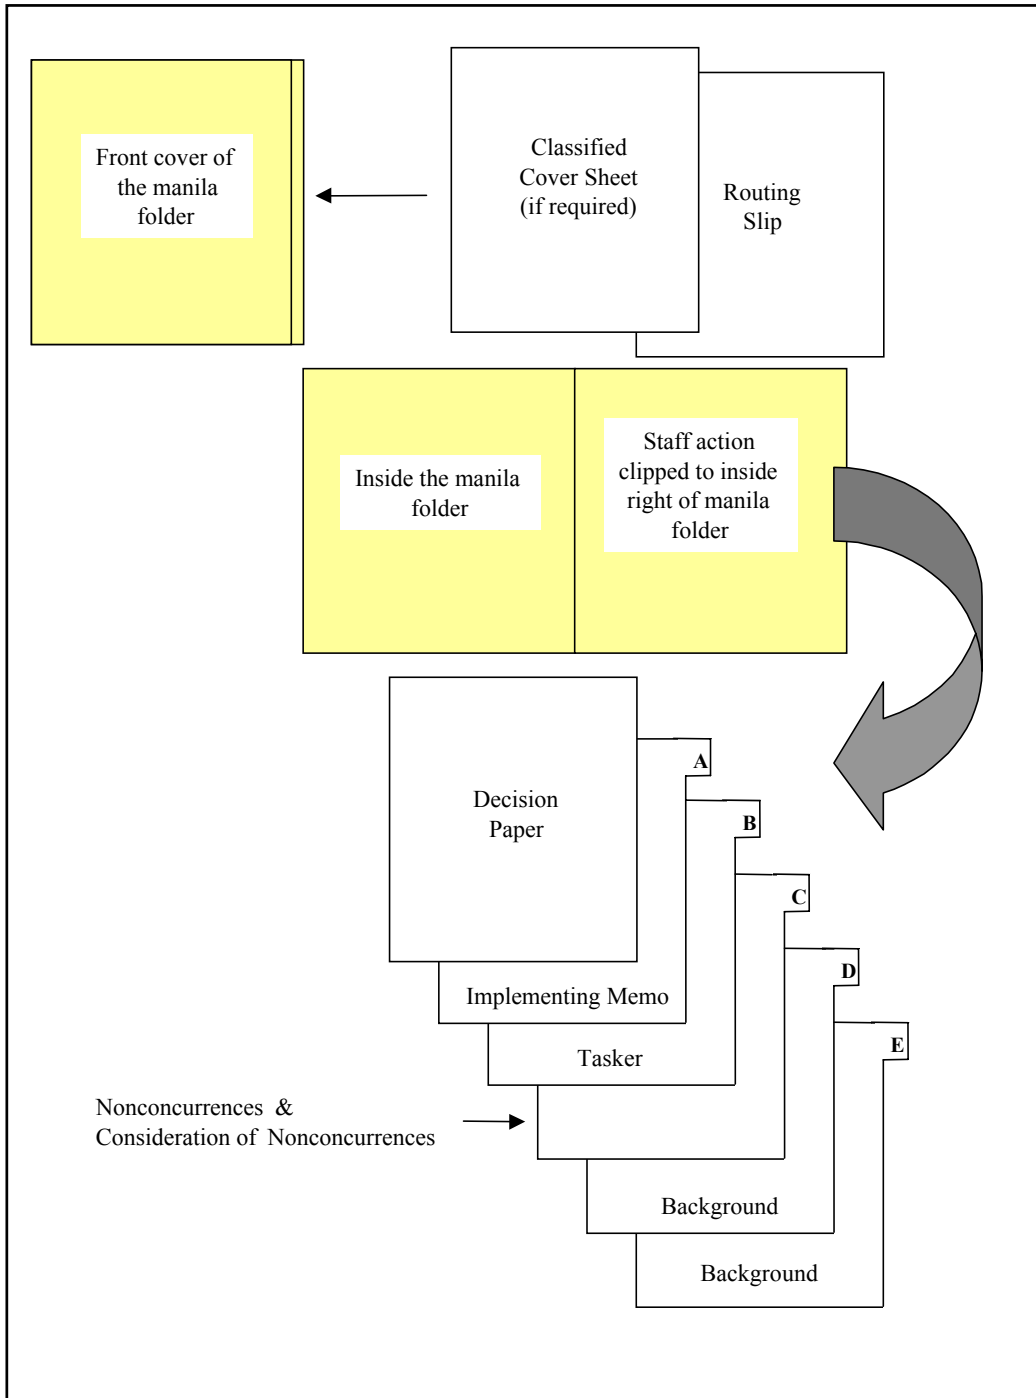 Front cover of
the manila
folder
Classified
Cover Sheet
(if required)
Routing
Slip
Inside the manila
folder
Staff action
clipped to inside
right of manila
folder
Decision
Paper
A
B
C
D
E
Implementing Memo
Tasker
Nonconcurrences &
Consideration of Nonconcurrences
Background
Background